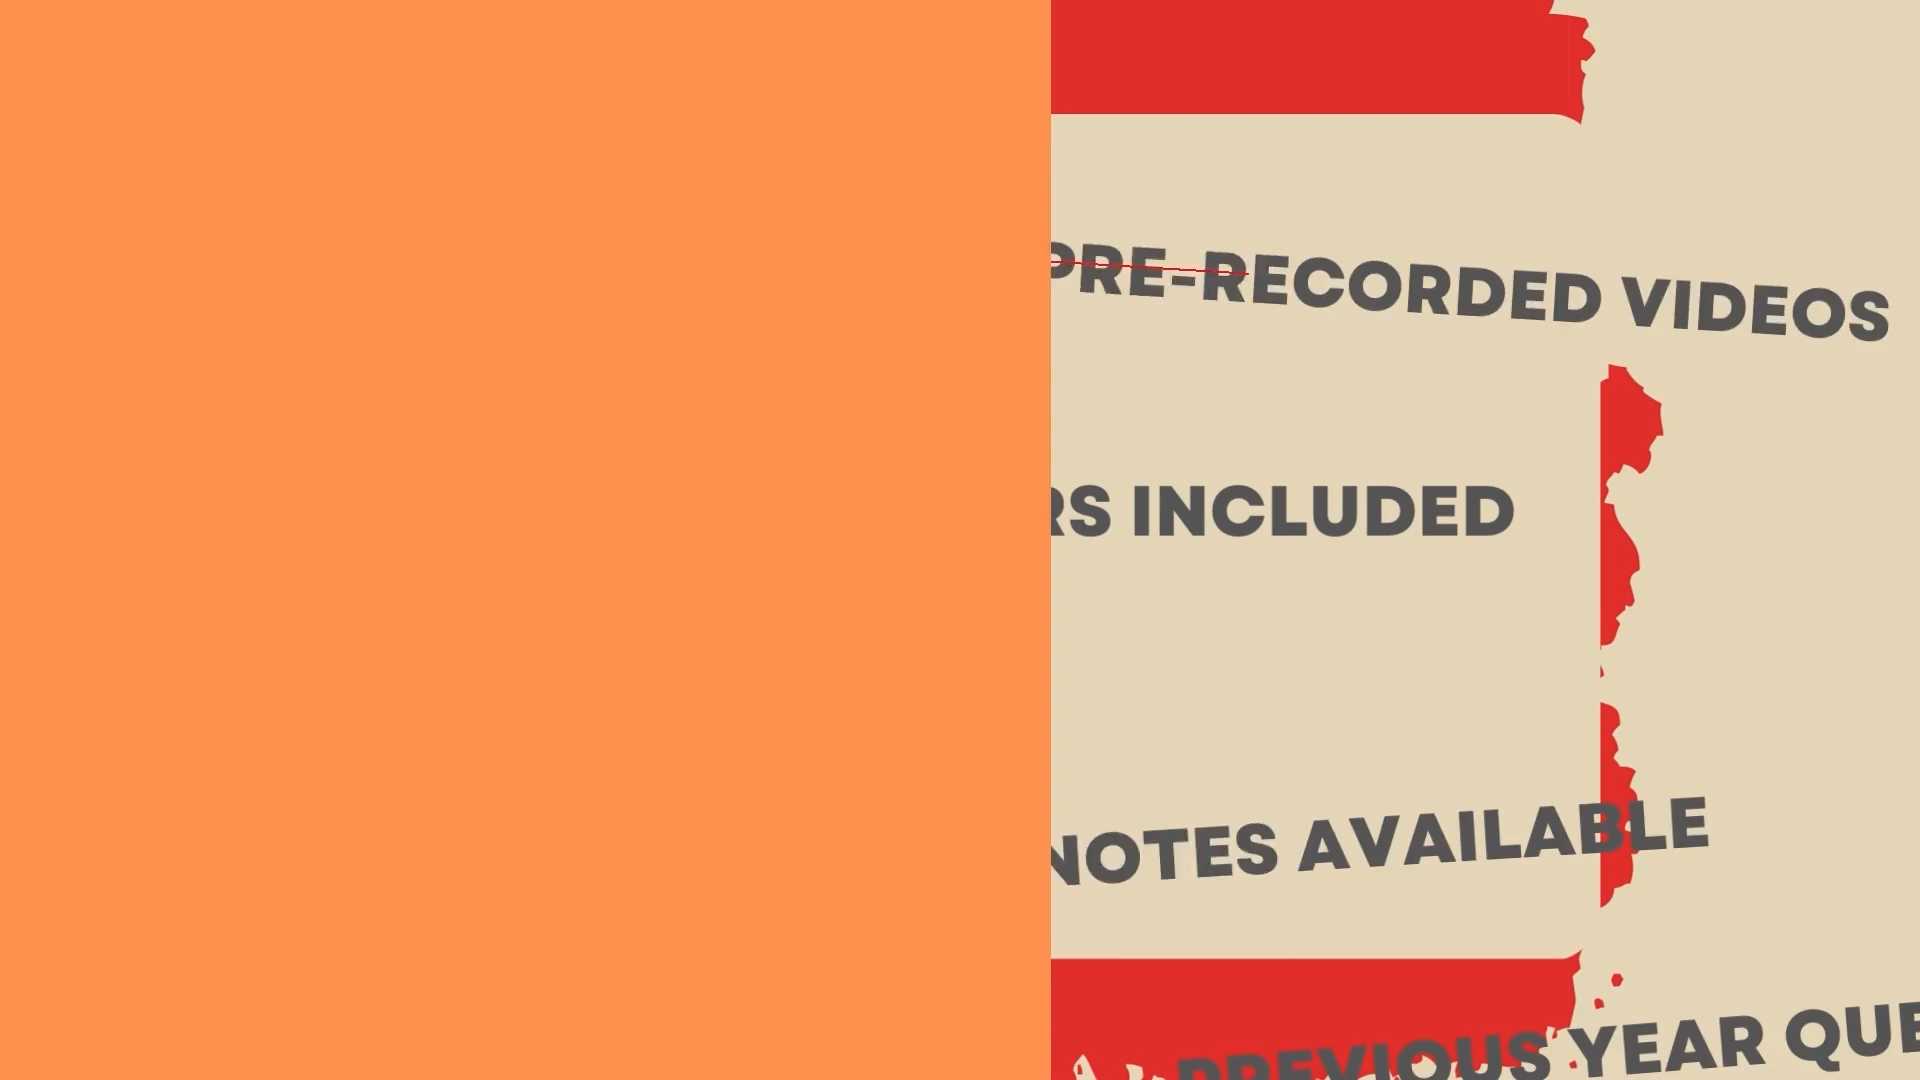 PRE-RECORDED VIDEOS
RS INCLUDED
NOTES AVAILABLE
PREVIOUS YEAR QUE